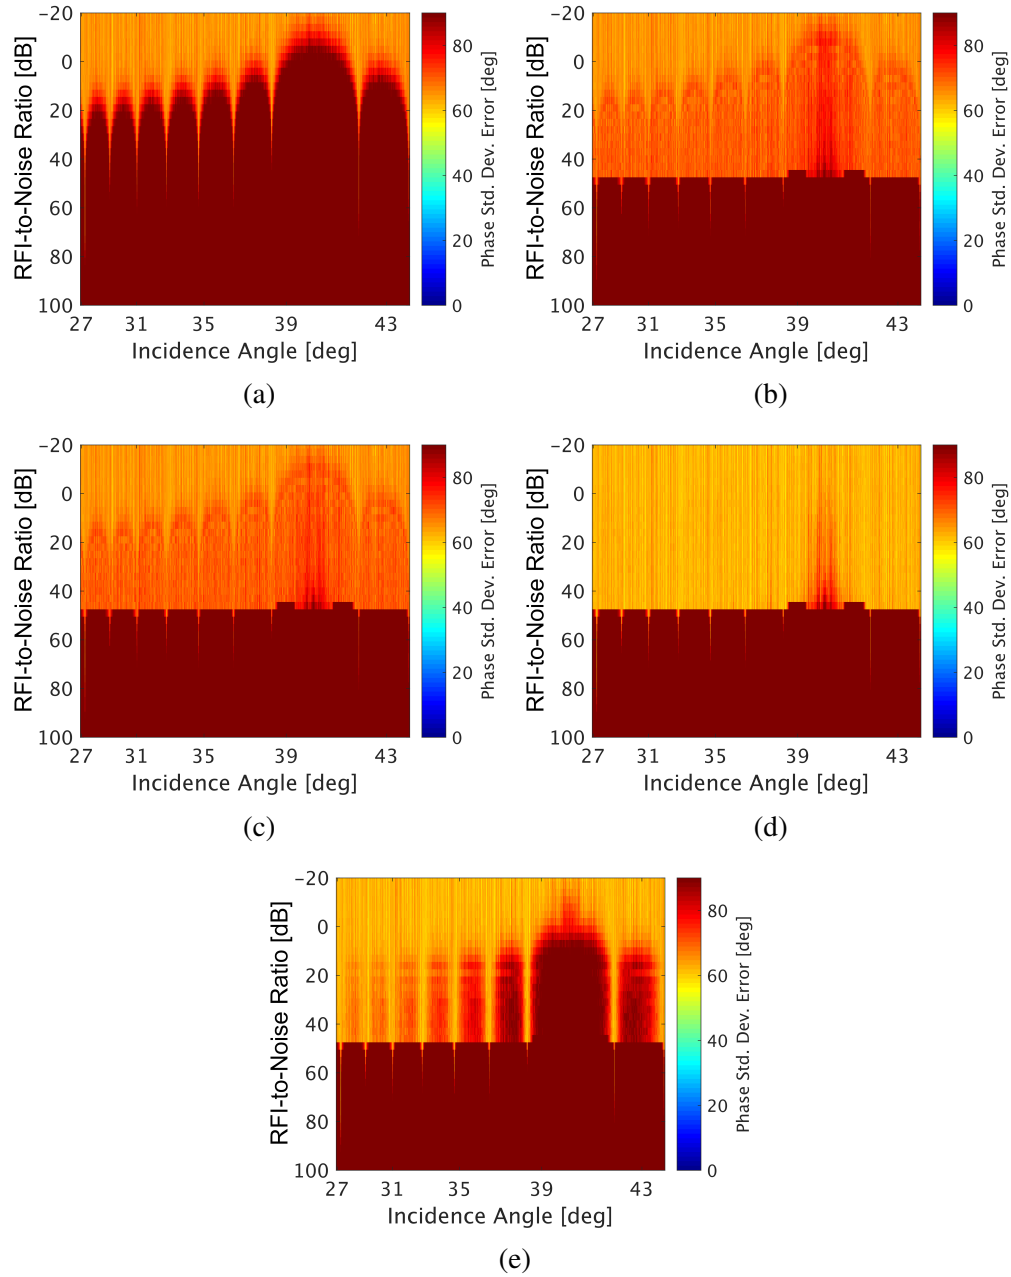 -20
0
20
40
60
80
100
RFI-to-Noise Ratio [dB]
27 31 35 39 43
Incidence Angle [deg]
80
60
40
20
0
Phase Std. Dev. Error [deg]
(a)
-20
0
20
40
60
80
100
RFI-to-Noise Ratio [dB]
27 31 35 39 43
Incidence Angle [deg]
80
60
40
20
0
Phase Std. Dev. Error [deg]
(b)
-20
0
20
40
60
80
100
RFI-to-Noise Ratio [dB]
27 31 35 39 43
Incidence Angle [deg]
80
60
40
20
0
Phase Std. Dev. Error [deg]
(c)
-20
0
20
40
60
80
100
RFI-to-Noise Ratio [dB]
27 31 35 39 43
Incidence Angle [deg]
80
60
40
20
0
Phase Std. Dev. Error [deg]
(d)
-20
0
20
40
60
80
100
RFI-to-Noise Ratio [dB]
27 31 35 39 43
Incidence Angle [deg]
80
60
40
20
0
Phase Std. Dev. Error [deg]
(e)